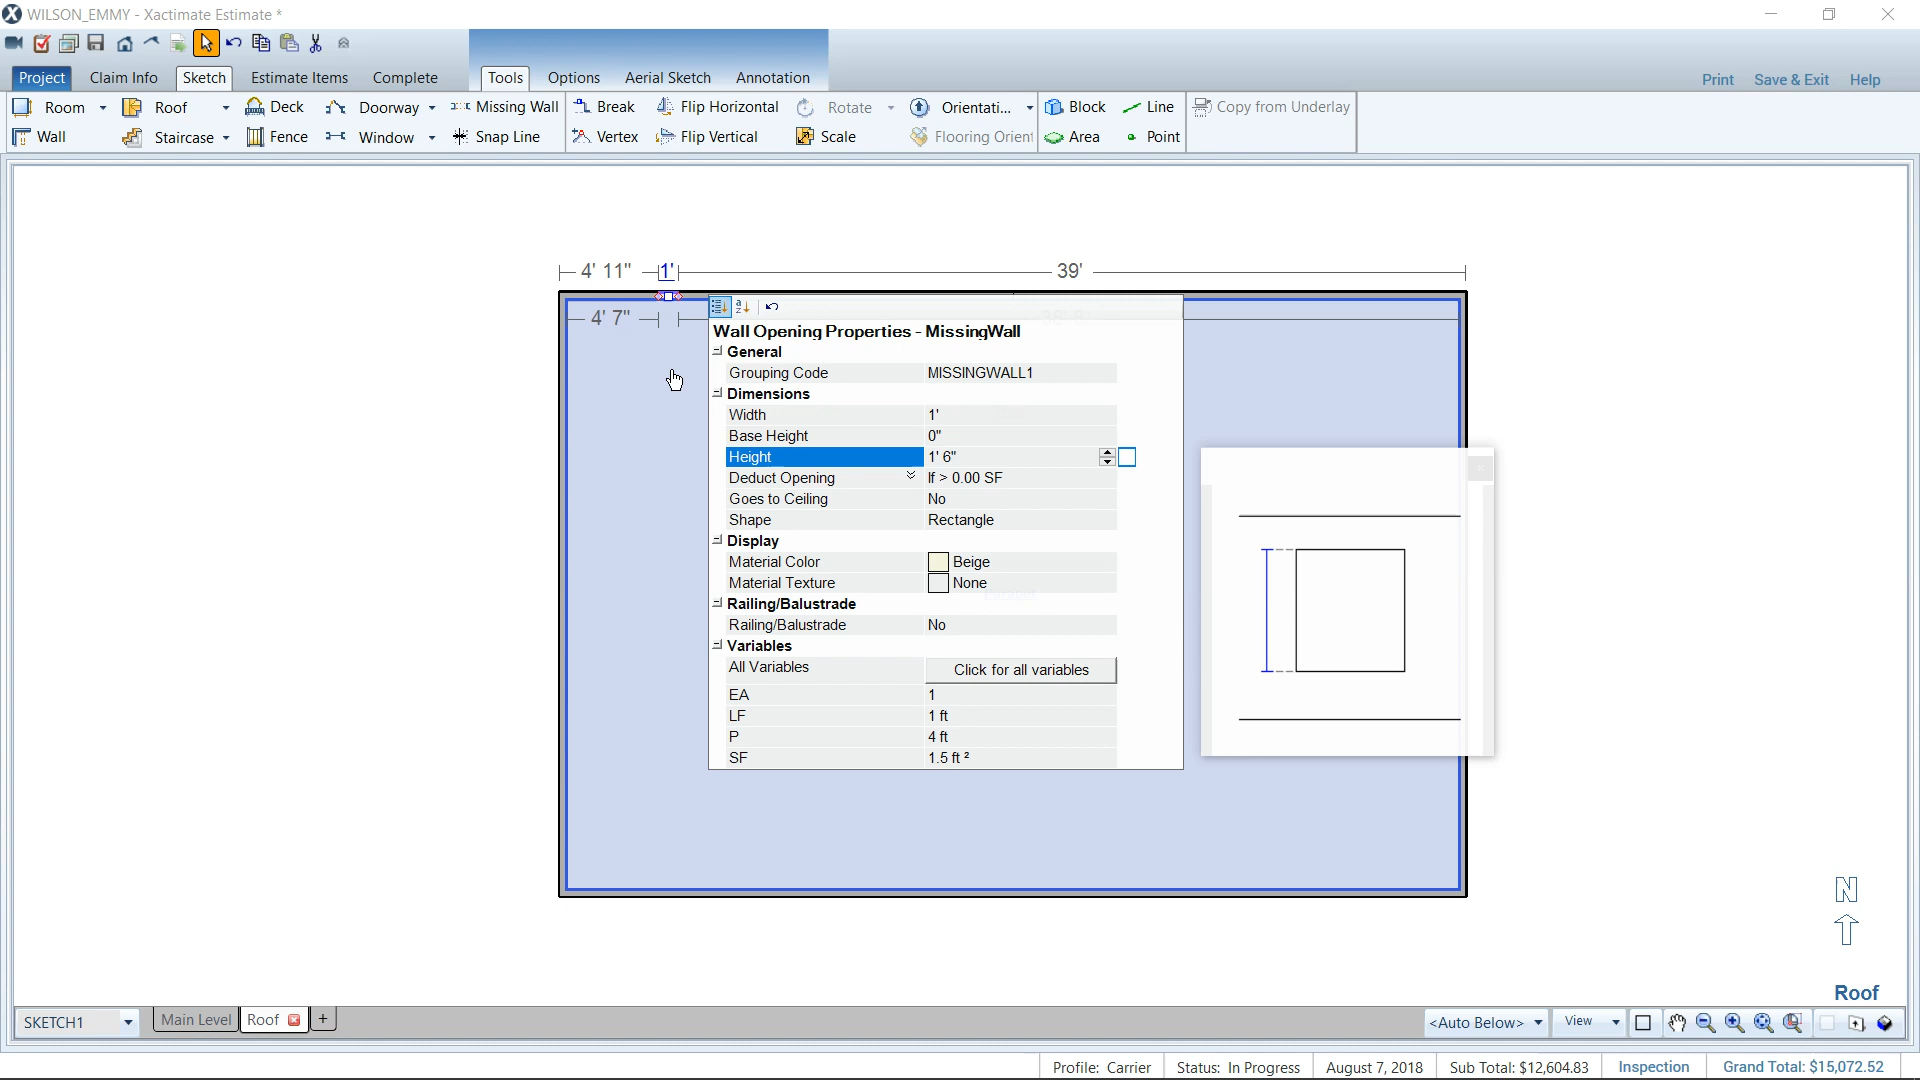 WILSON_EMMY - Xactimate Estimate *
Project Claim Info Sketch Estimate Items Complete Tools Options Aerial Sketch Annotation Print Save & Exit Help
Room Roof Deck Doorway Missing Wall Break Flip Horizontal Rotate Orientati... Block Line Copy from Underlay
Wall Staircase Fence Window Snap Line Vertex Flip Vertical Scale Flooring Orient Area Point
4' 11" 1' 39'
4' 7"
Wall Opening Properties - MissingWall
General
Grouping Code MISSINGWALL1
Dimensions
Width 1'
Base Height 0"
Height 1' 6"
Deduct Opening If > 0.00 SF
Goes to Ceiling No
Shape Rectangle
Display
Material Color Beige
Material Texture None
Railing/Balustrade
Railing/Balustrade No
Variables
All Variables Click for all variables
EA 1
LF 1 ft
P 4 ft
SF 1.5 ft ²
N
Roof
SKETCH1 Main Level Roof + <Auto Below> View
Profile: Carrier Status: In Progress August 7, 2018 Sub Total: $12,604.83 Inspection Grand Total: $15,072.52